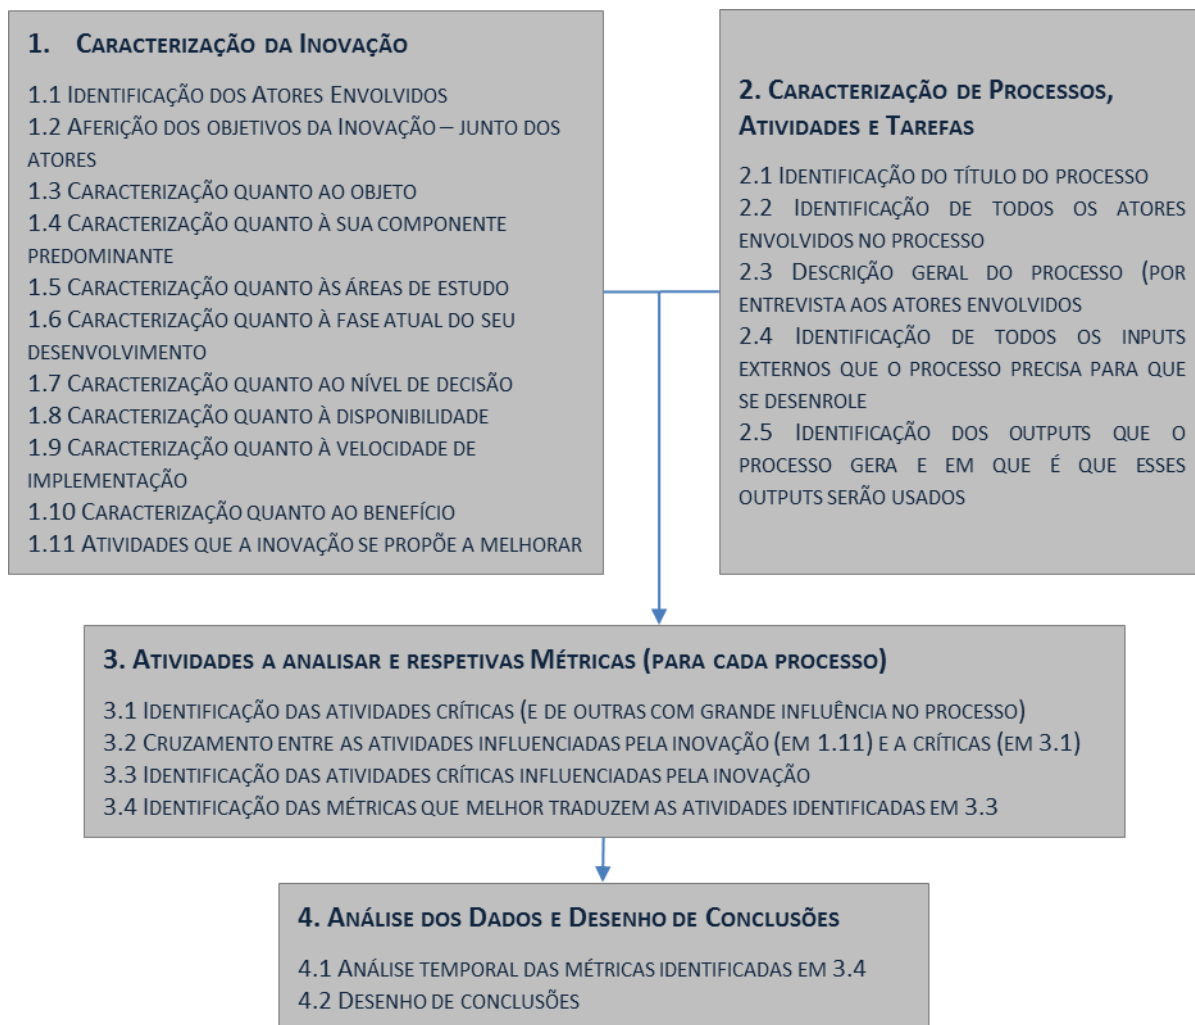 1. Caracterização da Inovação
1.1 Identificação dos Atores Envolvidos
1.2 Aferição dos objetivos da Inovação – junto dos
atores
1.3 Caracterização quanto ao objeto
1.4 Caracterização quanto à sua componente
predominante
1.5 Caracterização quanto às áreas de estudo
1.6 Caracterização quanto à fase atual do seu
desenvolvimento
1.7 Caracterização quanto ao nível de decisão
1.8 Caracterização quanto à disponibilidade
1.9 Caracterização quanto à velocidade de
implementação
1.10 Caracterização quanto ao benefício
1.11 Atividades que a inovação se propõe a melhorar
2. Caracterização de Processos,
Atividades e Tarefas
2.1 Identificação do título do processo
2.2 Identificação de todos os atores
envolvidos no processo
2.3 Descrição geral do processo (por
entrevista aos atores envolvidos
2.4 Identificação de todos os inputs
externos que o processo precisa para que
se desenrole
2.5 Identificação dos outputs que o
processo gera e em que é que esses
outputs serão usados
3. Atividades a analisar e respetivas Métricas (para cada processo)
3.1 Identificação das atividades críticas (e de outras com grande influência no processo)
3.2 Cruzamento entre as atividades influenciadas pela inovação (em 1.11) e a críticas (em 3.1)
3.3 Identificação das atividades críticas influenciadas pela inovação
3.4 Identificação das métricas que melhor traduzem as atividades identificadas em 3.3
4. Análise dos Dados e Desenho de Conclusões
4.1 Análise temporal das métricas identificadas em 3.4
4.2 Desenho de conclusões